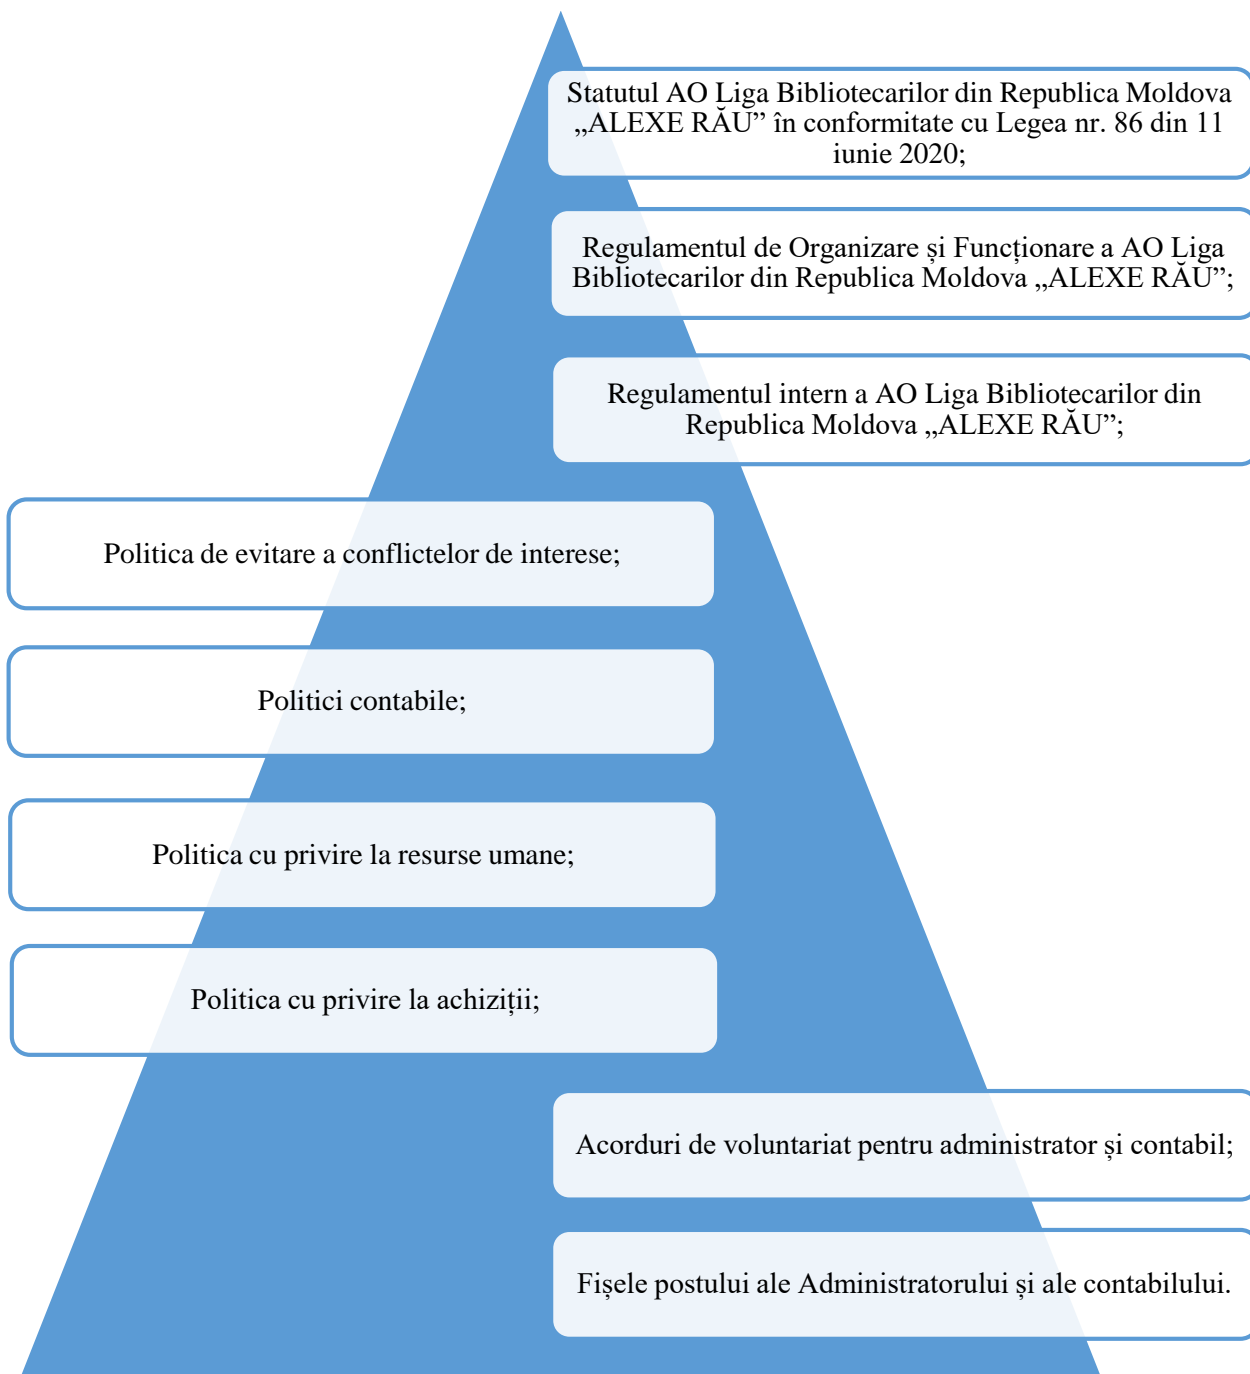 Statutul AO Liga Bibliotecarilor din Republica Moldova
„ALEXE RĂU” în conformitate cu Legea nr. 86 din 11
iunie 2020;
Regulamentul de Organizare și Funcționare a AO Liga
Bibliotecarilor din Republica Moldova „ALEXE RĂU”;
Regulamentul intern a AO Liga Bibliotecarilor din
Republica Moldova „ALEXE RĂU”;
Politica de evitare a conflictelor de interese;
Politici contabile;
Politica cu privire la resurse umane;
Politica cu privire la achiziții;
Acorduri de voluntariat pentru administrator și contabil;
Fișele postului ale Administratorului și ale contabilului.